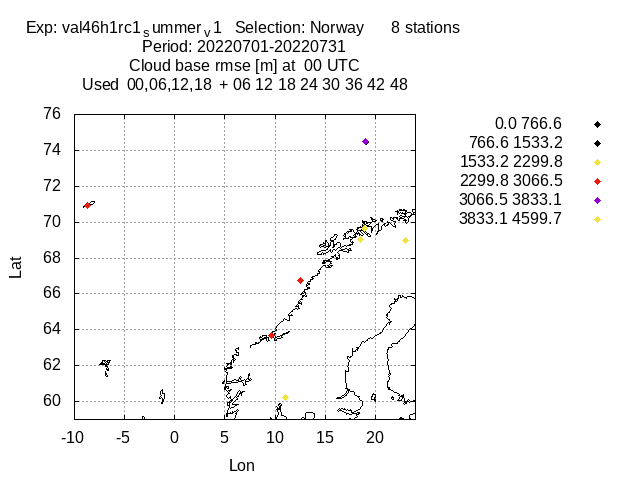 Exp: val46h1rc1summerv1 Selection: Norway 8 stations
Period: 20220701-20220731
Cloud base rmse [m] at 00 UTC
Used 00,06,12,18 + 06 12 18 24 30 36 42 48
76
74
72
70
68
66
64
62
60
Lat
-10 -5 0 5 10 15 20
Lon
0.0 766.6
766.6 1533.2
1533.2 2299.8
2299.8 3066.5
3066.5 3833.1
3833.1 4599.7